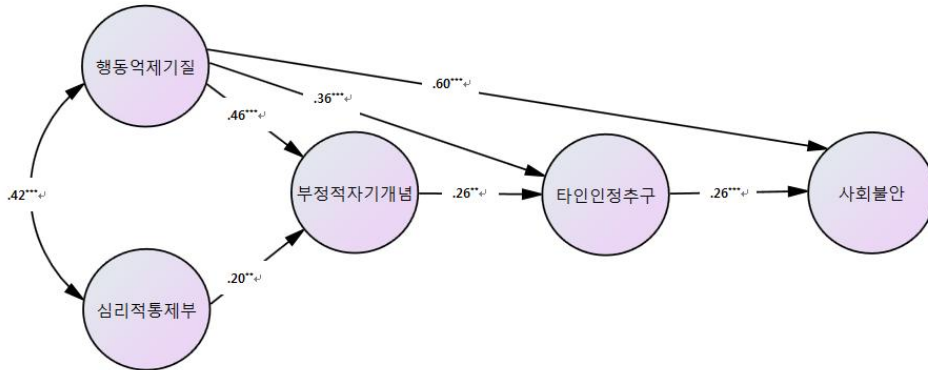 행동억제기질
.60***
.36***
.46***
.42***
부정적자기개념
.26**
타인인정추구
.26***
사회불안
.20**
심리적통제부